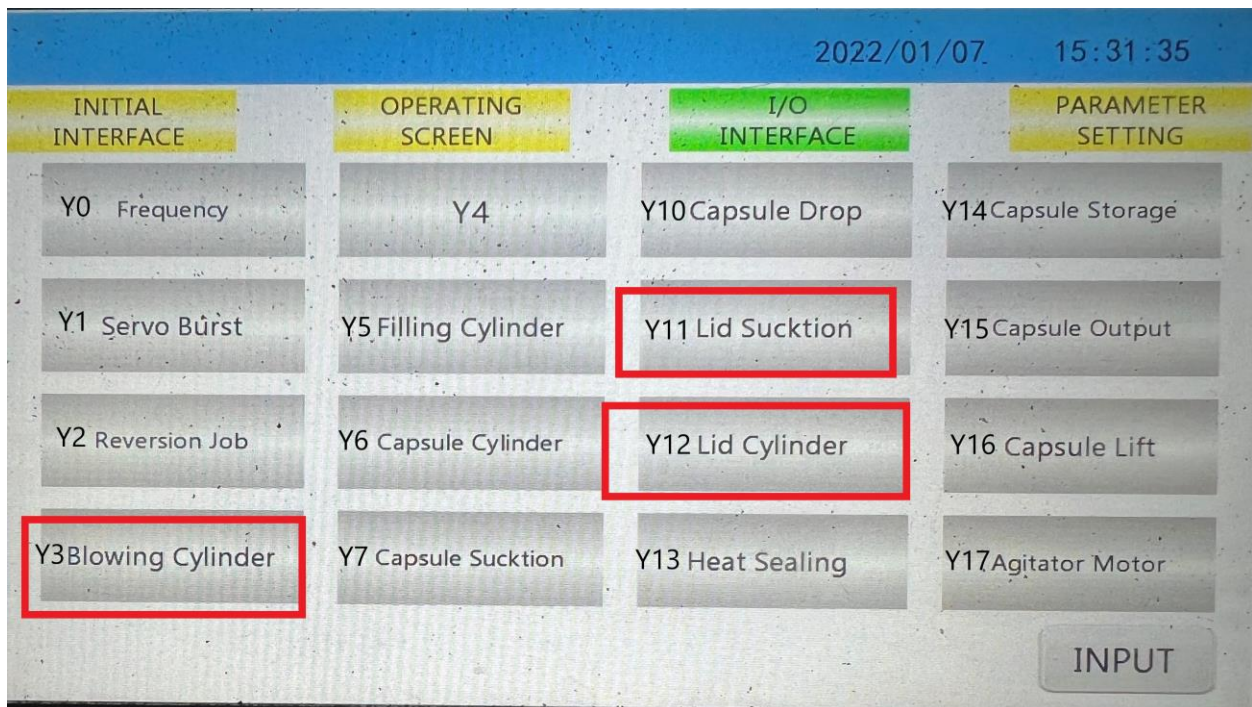 2022/01/07 15:31:35
INITIAL INTERFACE
OPERATING SCREEN
I/O INTERFACE
PARAMETER SETTING
Y0 Frequency
Y4
Y10 Capsule Drop
Y14 Capsule Storage
Y1 Servo Burst
Y5 Filling Cylinder
Y11 Lid Sucktion
Y15 Capsule Output
Y2 Reversion Job
Y6 Capsule Cylinder
Y12 Lid Cylinder
Y16 Capsule Lift
Y3 Blowing Cylinder
Y7 Capsule Sucktion
Y13 Heat Sealing
Y17 Agitator Motor
INPUT